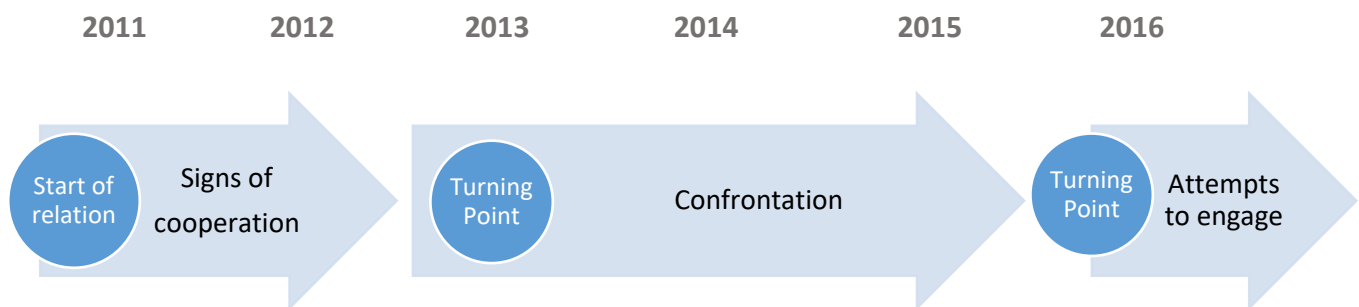 2011 2012 2013 2014 2015 2016
Start of
relation
Signs of
cooperation
Turning
Point
Confrontation
Turning
Point
Attempts
to engage